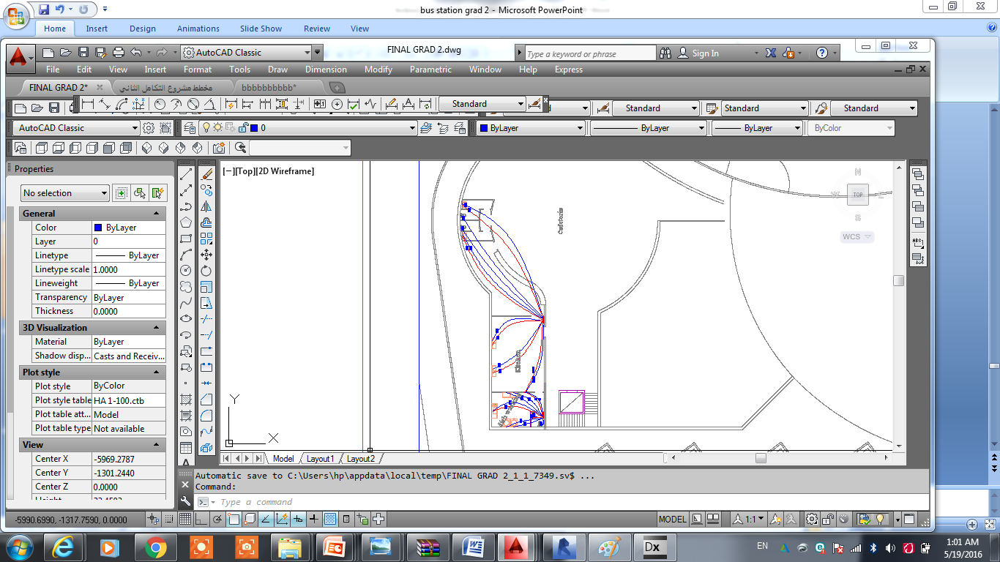 bus station grad 2 - Microsoft PowerPoint
Home Insert Design Animations Slide Show Review View
AutoCAD Classic FINAL GRAD 2.dwg Type a keyword or phrase Sign In
File Edit View Insert Format Tools Draw Dimension Modify Parametric Window Help Express
FINAL GRAD 2* مخطط مشروع التكامل الثاني bbbbbbbbbbb*
Standard
Standard Standard Standard
AutoCAD Classic 0 ByLayer ByLayer ByLayer ByColor
Properties
[−][Top][2D Wireframe]
No selection
General
Color ByLayer
Layer 0
Linetype ByLayer
Linetype scale 1.0000
Lineweight ByLayer
Transparency ByLayer
Thickness 0.0000
3D Visualization
Material ByLayer
Shadow disp... Casts and Receiv...
Plot style
Plot style ByColor
Plot style table HA 1-100.ctb
Plot table att... Model
Plot table type Not available
View
Center X -5969.2787
Center Y -1301.2440
Center Z 0.0000
N
W TOP E
S
WCS
ABC
Cafeteria
Kitchen
Y
X
Model Layout1 Layout2
Automatic save to C:\Users\hp\appdata\local\temp\FINAL GRAD 2_1_1_7349.sv$ ...
Command:
Type a command
-5990.6990, -1317.7590, 0.0000 MODEL 1:1
EN 1:01 AM
5/19/2016